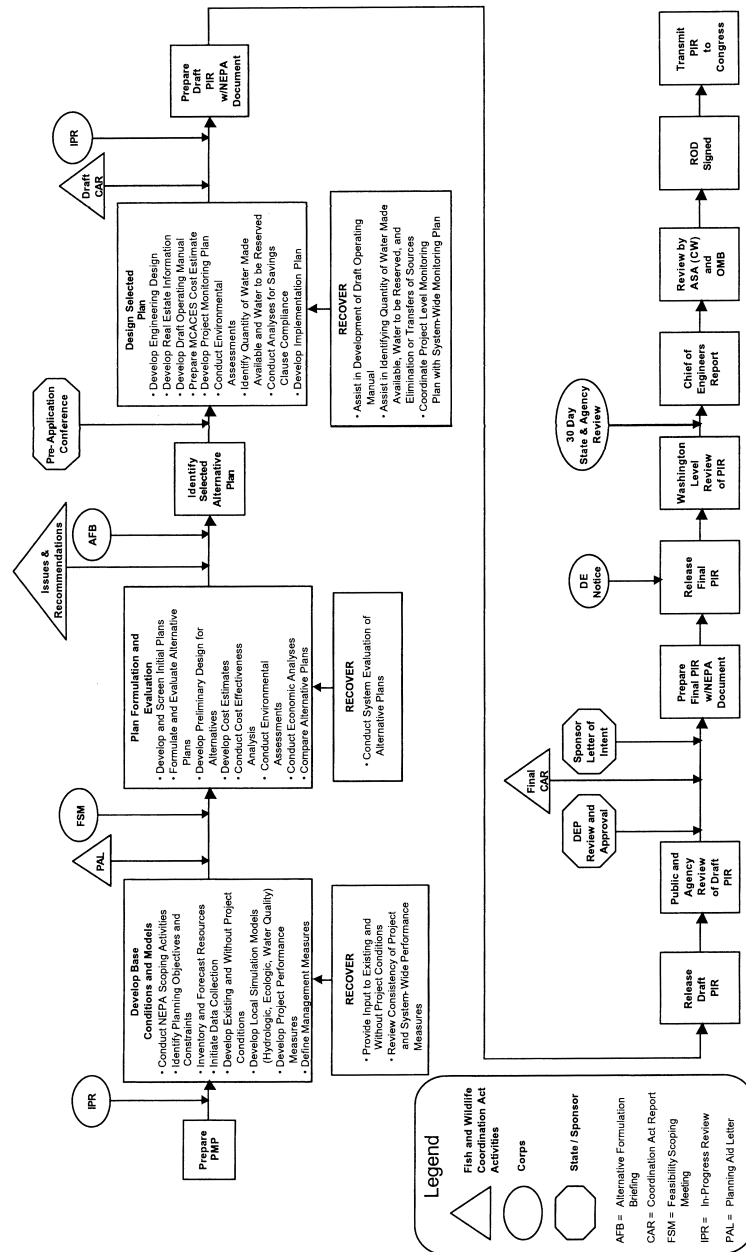 IPR
Prepare
PMP
Develop Base
Conditions and Models
• Conduct NEPA Scoping Activities
• Identify Planning Objectives and
Constraints
• Inventory and Forecast Resources
• Initiate Data Collection
• Develop Existing and Without Project
Conditions
• Develop Local Simulation Models
(Hydrologic, Ecologic, Water Quality)
• Develop Project Performance
Measures
• Define Management Measures
RECOVER
• Provide Input to Existing and
Without Project Conditions
• Review Consistency of Project
and System-Wide Performance
Measures
PAL
FSM
Plan Formulation and
Evaluation
• Develop and Screen Initial Plans
• Formulate and Evaluate Alternative
Plans
• Develop Preliminary Design for
Alternatives
• Develop Cost Estimates
• Conduct Cost Effectiveness
Analysis
• Conduct Environmental
Assessments
• Conduct Economic Analyses
• Compare Alternative Plans
RECOVER
• Conduct System Evaluation of
Alternative Plans
Issues &
Recommendations
AFB
Identify
Selected
Alternative
Plan
Pre-Application
Conference
Design Selected
Plan
• Develop Engineering Design
• Develop Real Estate Information
• Develop Draft Operating Manual
• Prepare MCACES Cost Estimate
• Develop Project Monitoring Plan
• Conduct Environmental
Assessments
• Identify Quantity of Water Made
Available and Water to be Reserved
• Conduct Analyses for Savings
Clause Compliance
• Develop Implementation Plan
RECOVER
• Assist in Development of Draft Operating
Manual
• Assist in Identifying Quantity of Water Made
Available, Water to be Reserved, and
Elimination or Transfers of Sources
• Coordinate Project Level Monitoring
Plan with System-Wide Monitoring Plan
Draft
CAR
IPR
Prepare
Draft
PIR
w/NEPA
Document
Release
Draft
PIR
Public and
Agency
Review
of Draft
PIR
DEP
Review and
Approval
Final
CAR
Sponsor
Letter of
Intent
Prepare
Final PIR
w/NEPA
Document
DE
Notice
Release
Final
PIR
Washington
Level
Review
of PIR
30 Day
State & Agency
Review
Chief of
Engineers
Report
Review by
ASA (CW)
and
OMB
ROD
Signed
Transmit
PIR
to
Congress
Legend
Fish and Wildlife
Coordination Act
Activities
Corps
State / Sponsor
AFB = Alternative Formulation
Briefing
CAR = Coordination Act Report
FSM = Feasibility Scoping
Meeting
IPR = In-Progress Review
PAL = Planning Aid Letter